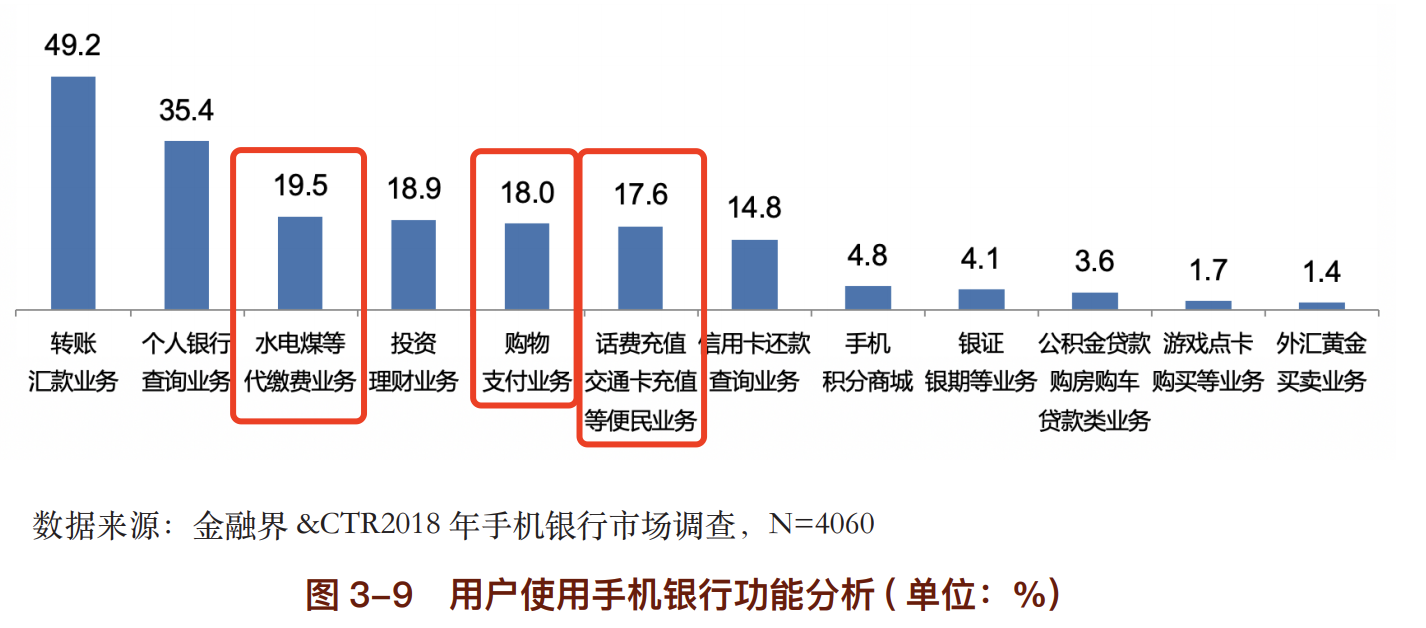 49.2
35.4
19.5
18.9
18.0
17.6
14.8
4.8
4.1
3.6
1.7
1.4
转账
汇款业务
个人银行
查询业务
水电煤等
代缴费业务
投资
理财业务
购物
支付业务
话费充值
交通卡充值
等便民业务
信用卡还款
查询业务
手机
积分商城
银证
银期等业务
公积金贷款
购房购车
贷款类业务
游戏点卡
购买等业务
外汇黄金
买卖业务
数据来源：金融界 &CTR2018 年手机银行市场调查，N=4060
图 3–9 用户使用手机银行功能分析 ( 单位：%)